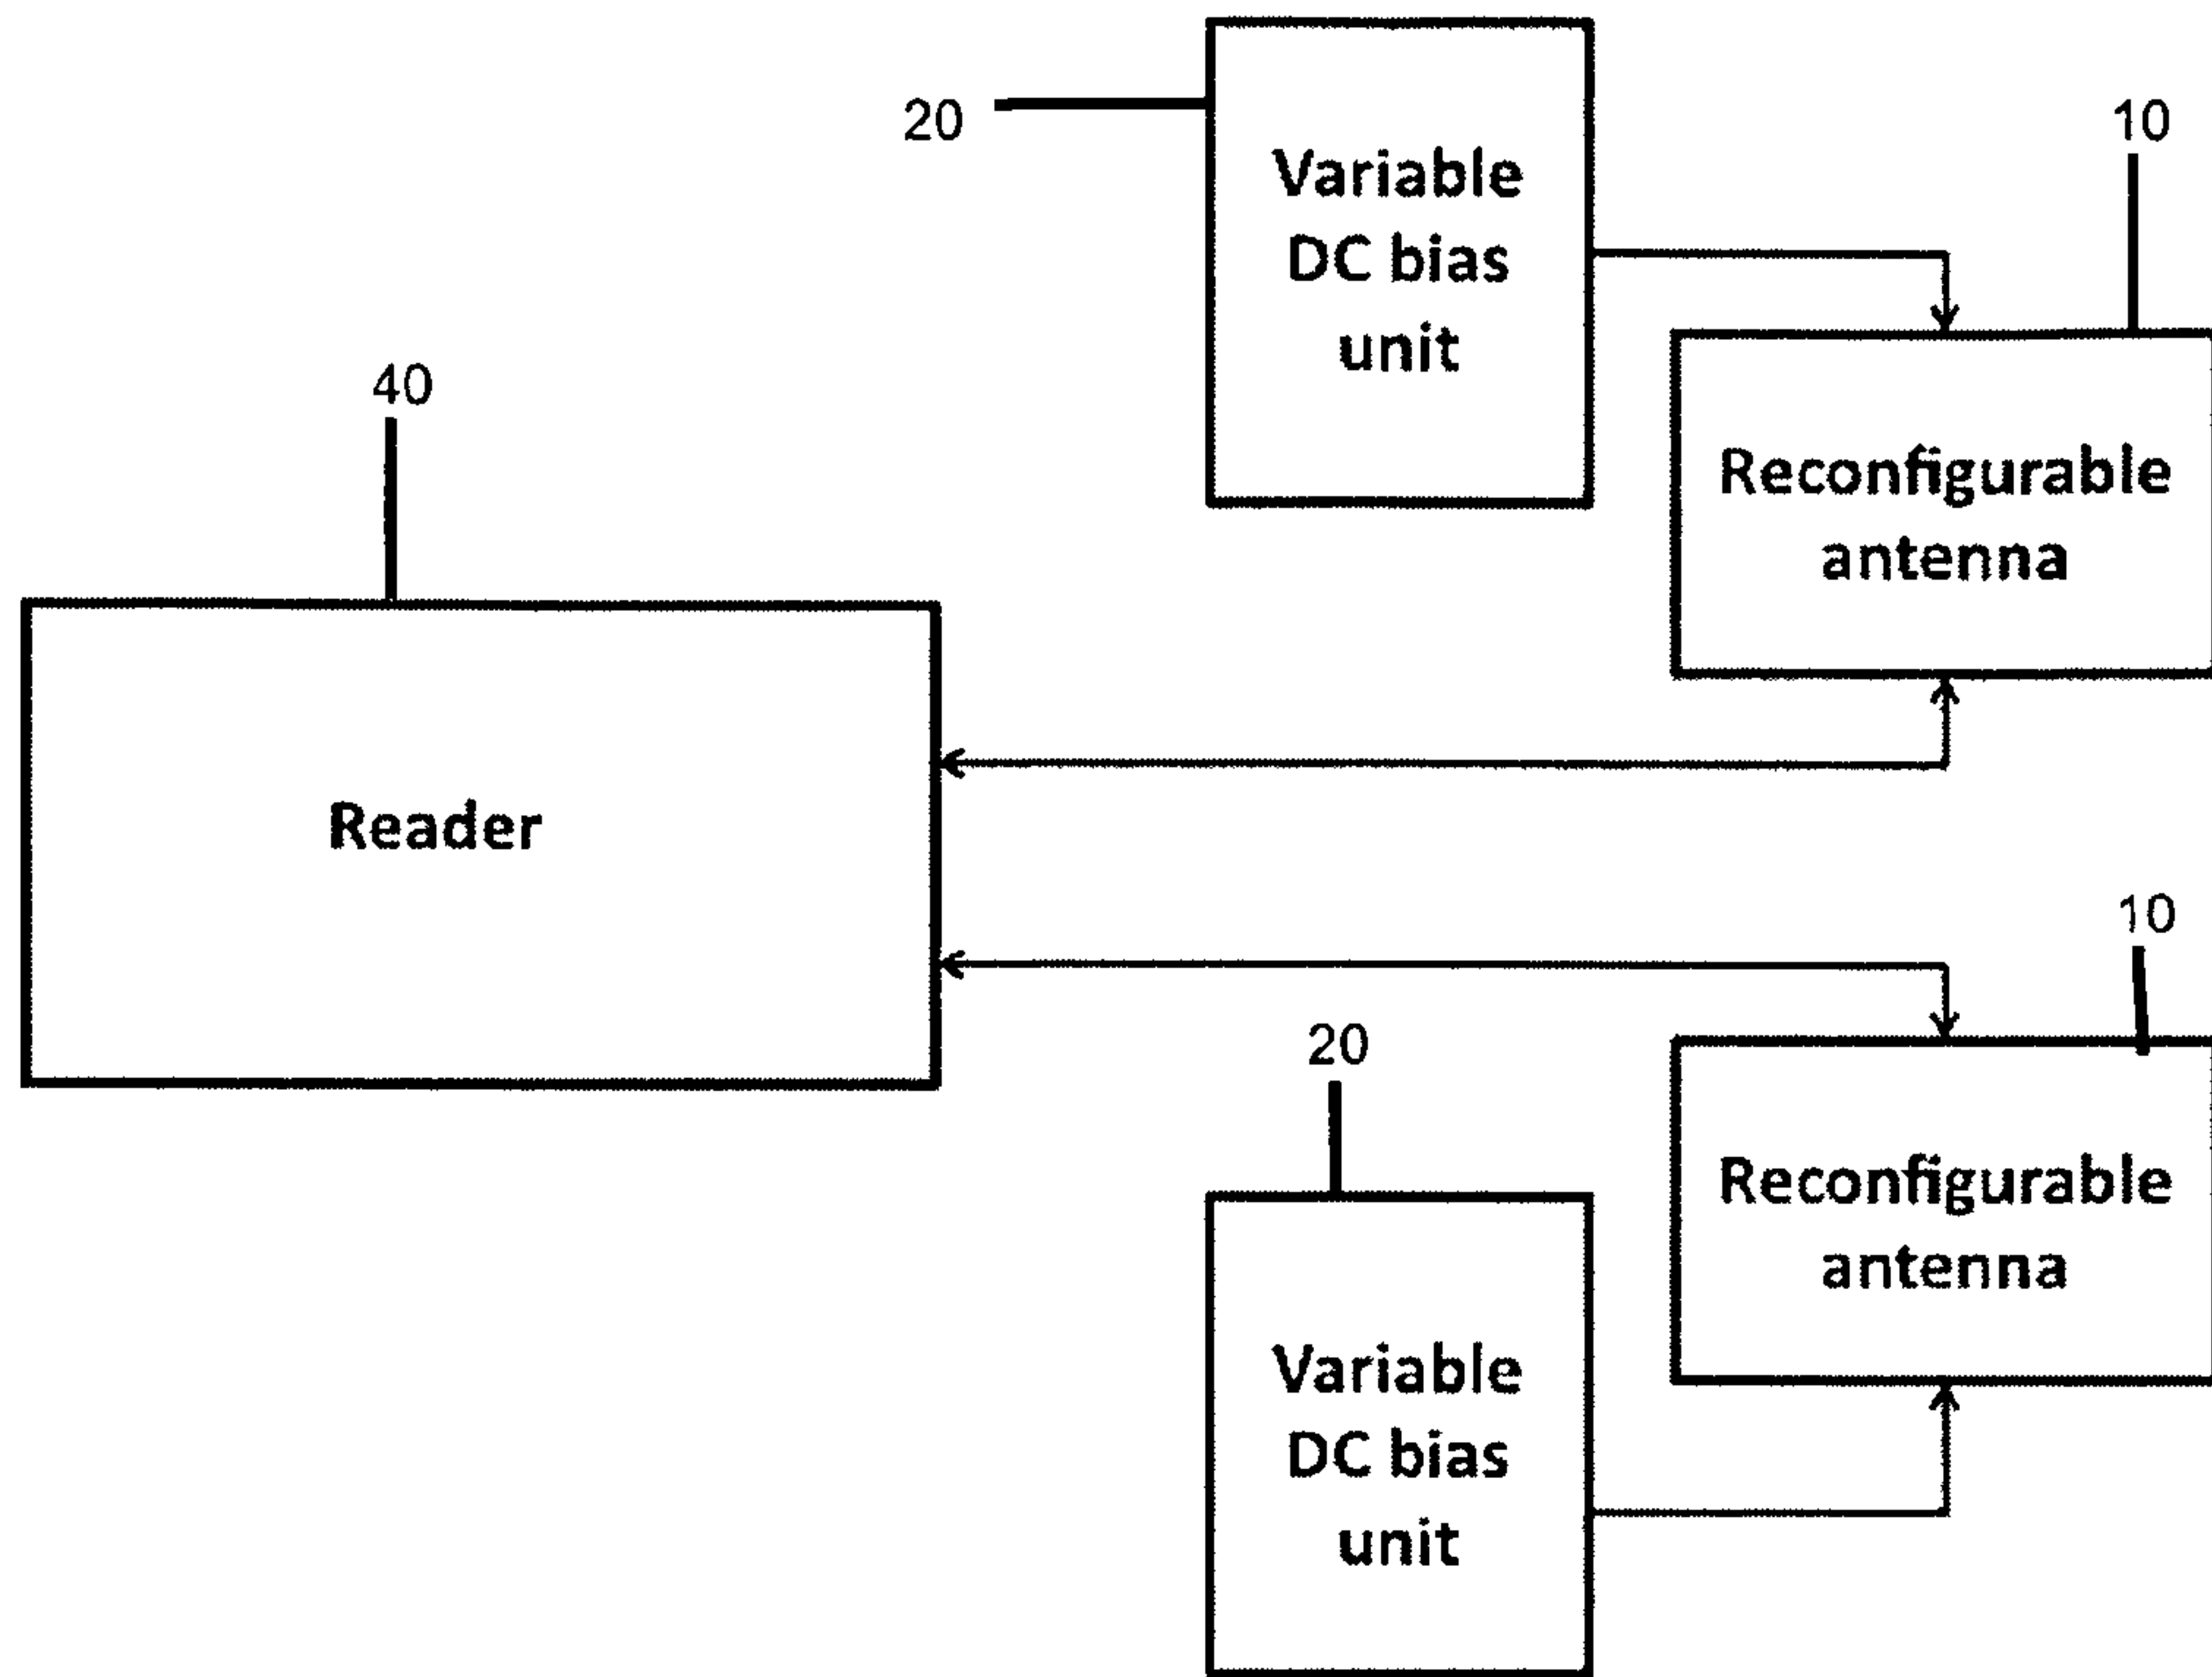 20
Variable
DC bias
unit
10
Reconfigurable
antenna
40
Reader
10
Reconfigurable
antenna
20
Variable
DC bias
unit